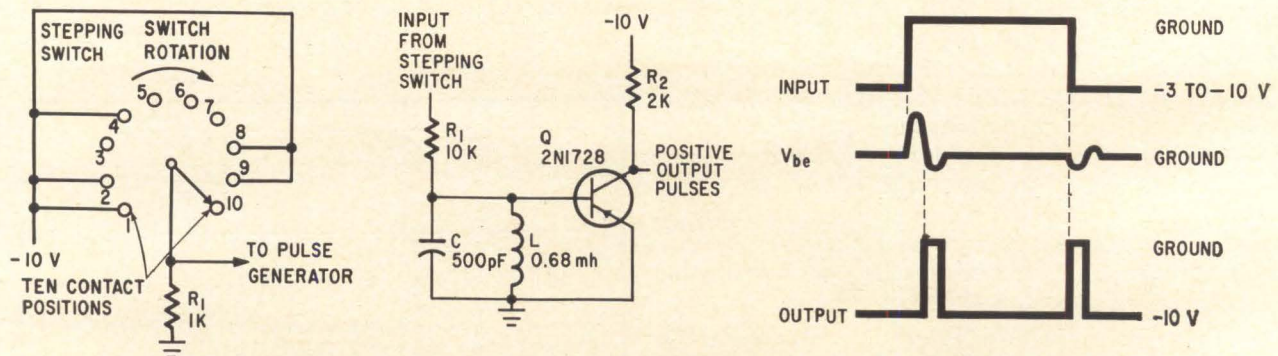 STEPPING
SWITCH
SWITCH
ROTATION
1
2
3
4
5
6
7
8
9
10
-10 V
TEN CONTACT
POSITIONS
TO PULSE
GENERATOR
R1
1K
INPUT
FROM
STEPPING
SWITCH
R1
10 K
C
500pF
L
0.68 mh
Q
2N1728
-10 V
R2
2K
POSITIVE
OUTPUT
PULSES
INPUT
GROUND
-3 TO -10 V
Vbe
GROUND
GROUND
OUTPUT
-10 V